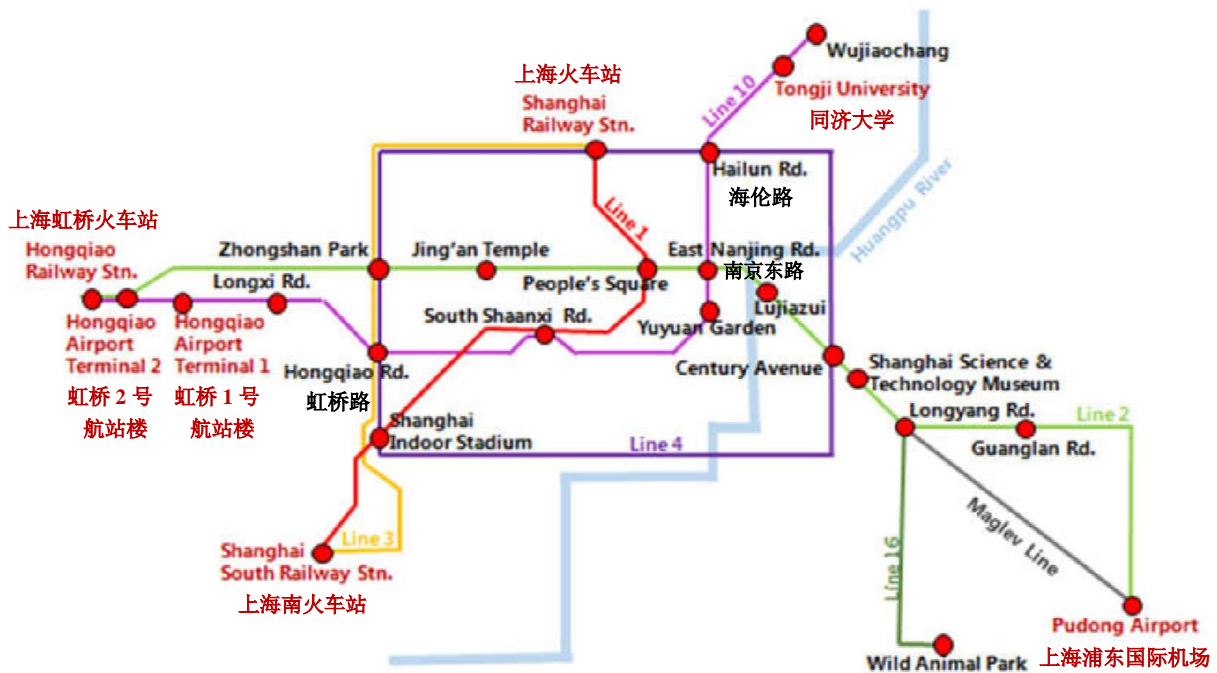 Wujiaochang
上海火车站
Shanghai
Railway Stn.
Line 10
Tongji University
同济大学
Hailun Rd.
海伦路
Huangpu River
上海虹桥火车站
Hongqiao
Railway Stn.
Zhongshan Park
Jing'an Temple
Line 1
East Nanjing Rd.
南京东路
Longxi Rd.
People's Square
Lujiazui
Hongqiao
Airport
Terminal 2
虹桥 2 号
航站楼
Hongqiao
Airport
Terminal 1
虹桥 1 号
航站楼
South Shaanxi Rd.
Yuyuan Garden
Hongqiao Rd.
虹桥路
Century Avenue
Shanghai Science &
Technology Museum
Shanghai
Indoor Stadium
Line 4
Longyang Rd.
Line 2
Guanglan Rd.
Maglev Line
Line 3
Line 16
Shanghai
South Railway Stn.
上海南火车站
Wild Animal Park
Pudong Airport
上海浦东国际机场